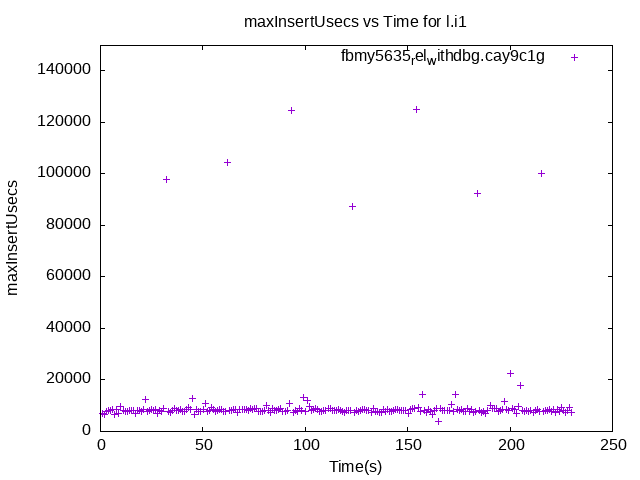 maxInsertUsecs vs Time for l.i1
fbmy5635relwithdbg.cay9c1g
140000
120000
100000
80000
60000
40000
20000
0
maxInsertUsecs
0 50 100 150 200 250
Time(s)